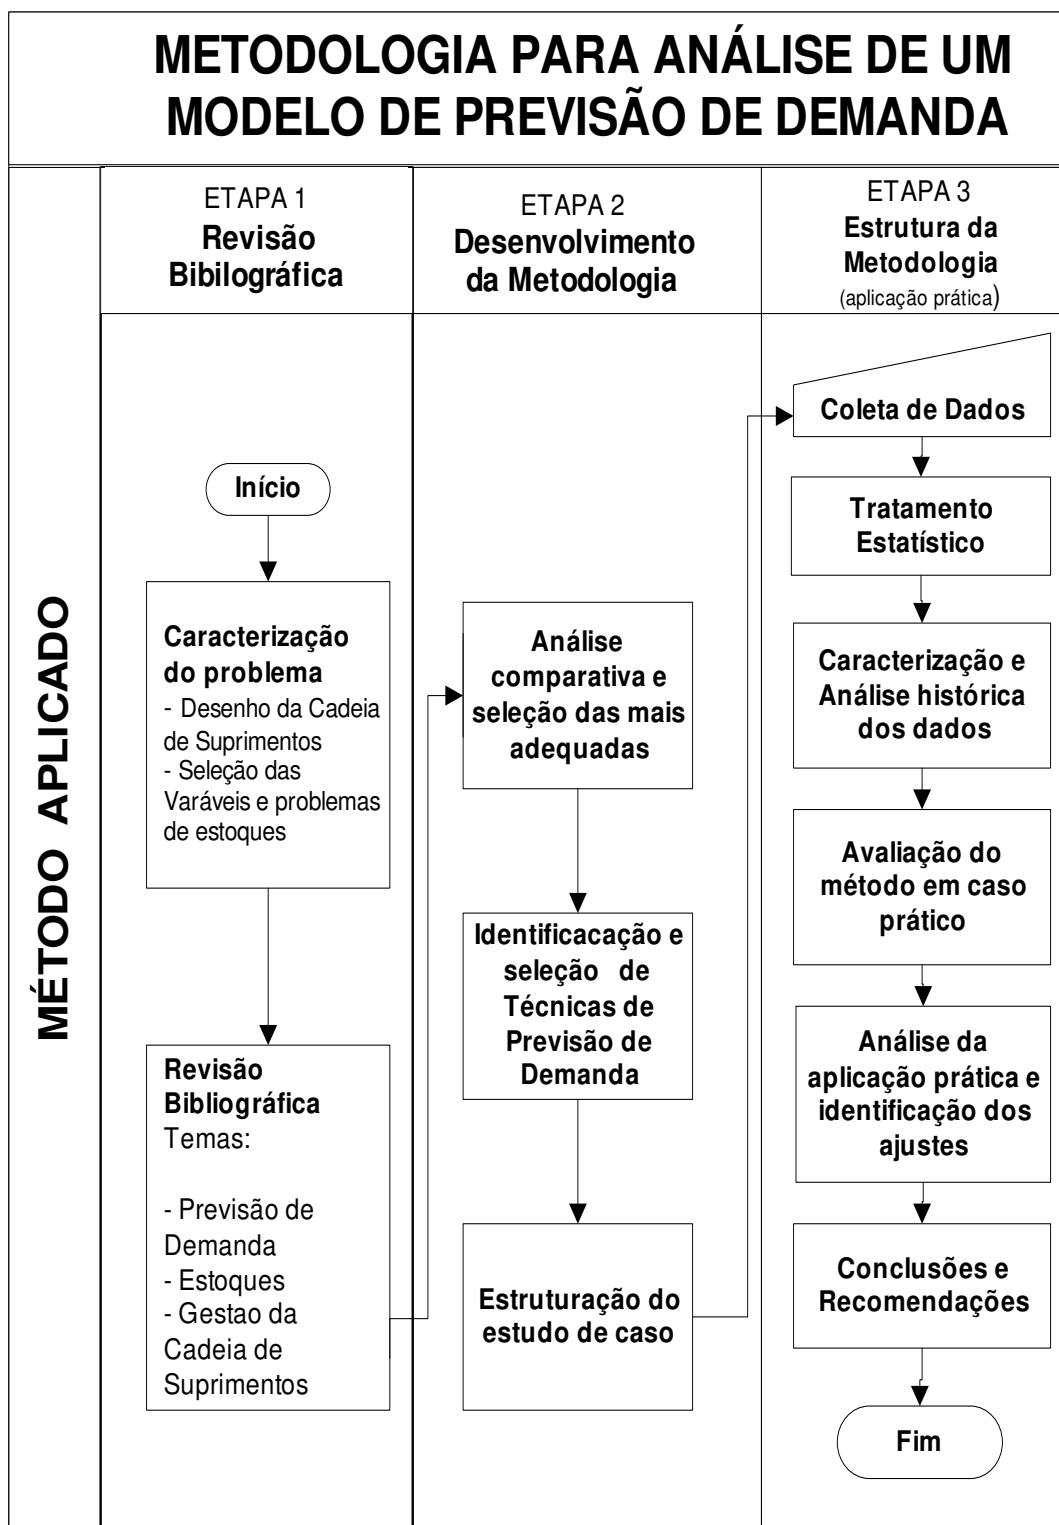 METODOLOGIA PARA ANÁLISE DE UM
MODELO DE PREVISÃO DE DEMANDA
MÉTODO APLICADO
ETAPA 1
Revisão
Bibilográfica
Início
Caracterização
do problema
- Desenho da Cadeia
de Suprimentos
- Seleção das
Varáveis e problemas
de estoques
Revisão
Bibliográfica
Temas:
- Previsão de
Demanda
- Estoques
- Gestao da
Cadeia de
Suprimentos
ETAPA 2
Desenvolvimento
da Metodologia
Análise
comparativa e
seleção das mais
adequadas
Identificacação e
seleção de
Técnicas de
Previsão de
Demanda
Estruturação do
estudo de caso
ETAPA 3
Estrutura da
Metodologia
(aplicação prática)
Coleta de Dados
Tratamento
Estatístico
Caracterização e
Análise histórica
dos dados
Avaliação do
método em caso
prático
Análise da
aplicação prática e
identificação dos
ajustes
Conclusões e
Recomendações
Fim